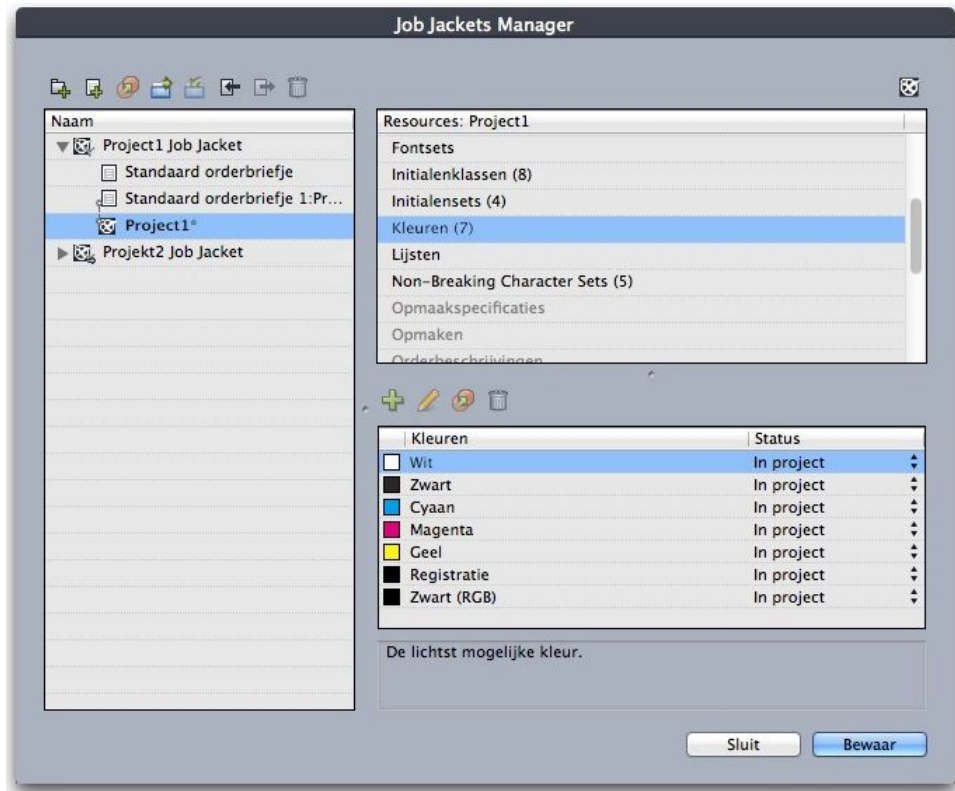 Job Jackets Manager
Naam
Project1 Job Jacket
Standaard orderbriefje
Standaard orderbriefje 1:Pr...
Project1*
Projekt2 Job Jacket
Resources: Project1
Fontsets
Initialenklassen (8)
Initialensets (4)
Kleuren (7)
Lijsten
Non-Breaking Character Sets (5)
Opmaakspecificaties
Opmaken
Orderbeschrijvingen
Kleuren Status
Wit In project
Zwart In project
Cyaan In project
Magenta In project
Geel In project
Registratie In project
Zwart (RGB) In project
De lichtst mogelijke kleur.
Sluit Bewaar